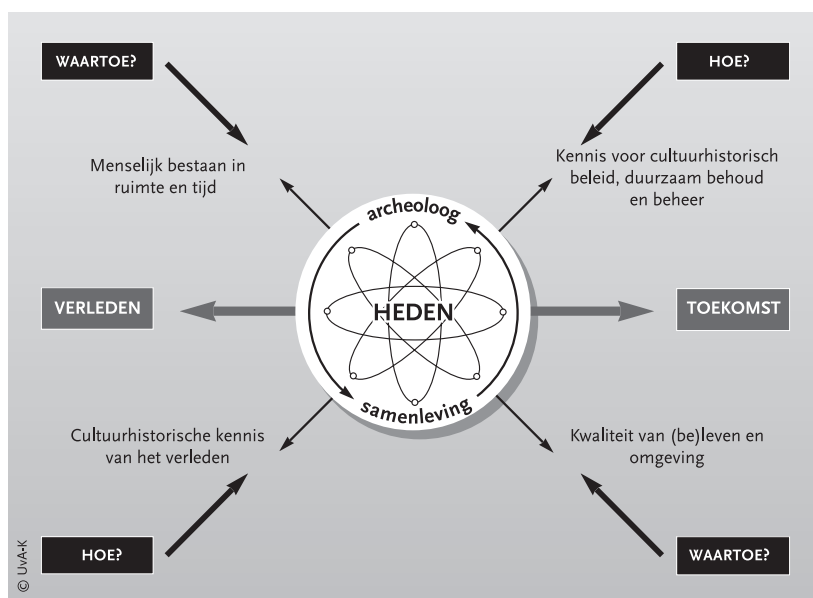 WAARTOE?
HOE?
Menselijk bestaan in
ruimte en tijd
Kennis voor cultuurhistorisch
beleid, duurzaam behoud
en beheer
archeoloog
VERLEDEN
HEDEN
TOEKOMST
samenleving
Cultuurhistorische kennis
van het verleden
Kwaliteit van (be)leven en
omgeving
HOE?
WAARTOE?
© UvA-K